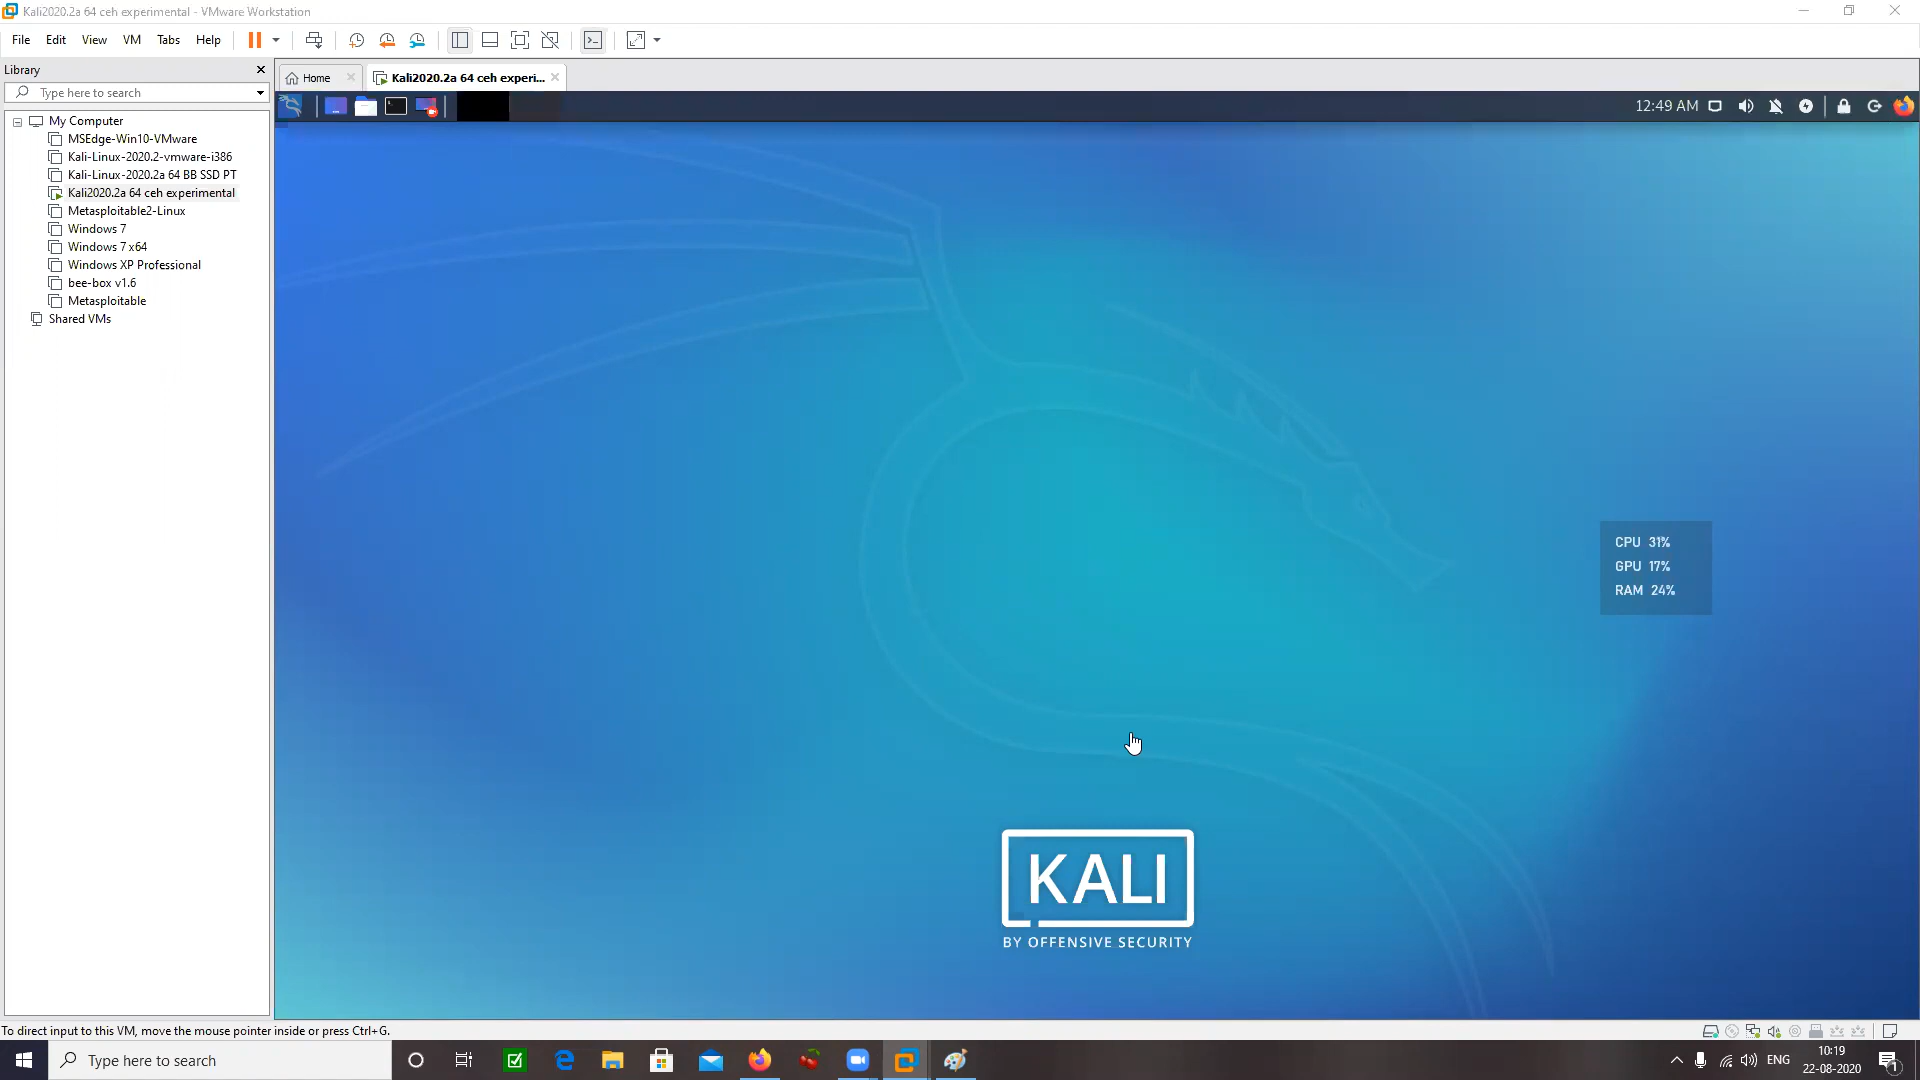 Kali2020.2a 64 ceh experimental - VMware Workstation
File Edit View VM Tabs Help
Library
Type here to search
Home
Kali2020.2a 64 ceh experi...
12:49 AM
My Computer
MSEdge-Win10-VMware
Kali-Linux-2020.2-vmware-i386
Kali-Linux-2020.2a 64 BB SSD PT
Kali2020.2a 64 ceh experimental
Metasploitable2-Linux
Windows 7
Windows 7 x64
Windows XP Professional
bee-box v1.6
Metasploitable
Shared VMs
CPU 31%
GPU 17%
RAM 24%
KALI
BY OFFENSIVE SECURITY
To direct input to this VM, move the mouse pointer inside or press Ctrl+G.
Type here to search
ENG
10:19
22-08-2020
1